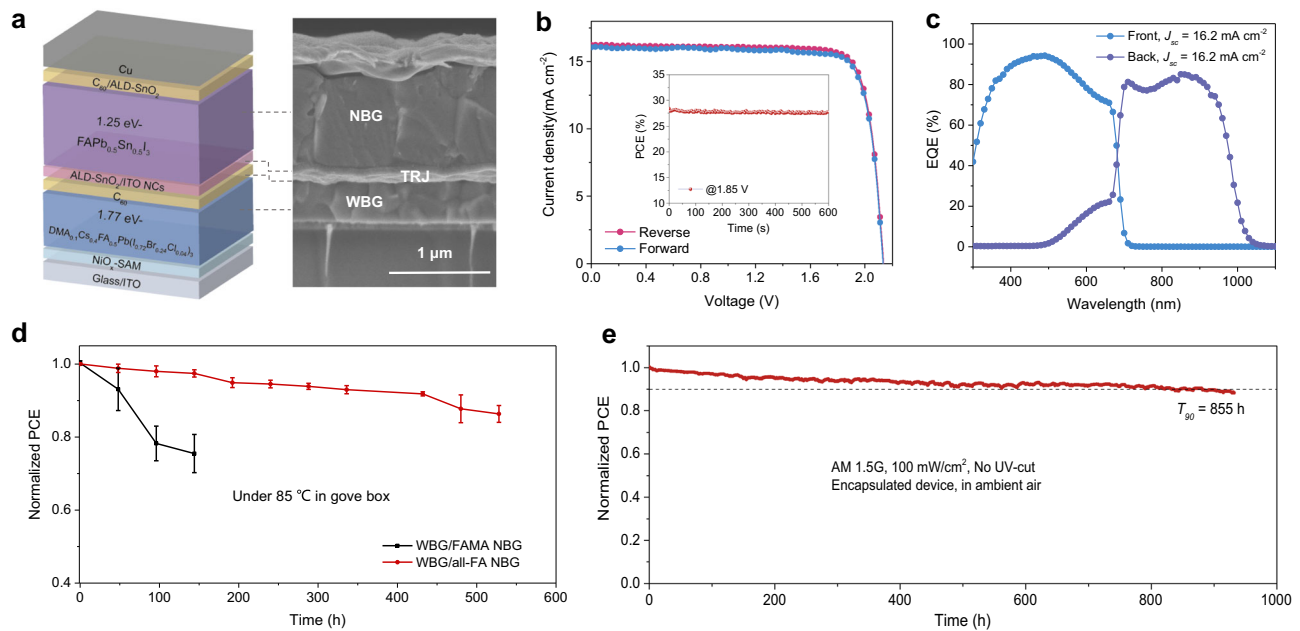 a
Cu
C₆₀/ALD-SnO₂
1.25 eV-
FAPb₀.₅Sn₀.₅I₃
ALD-SnO₂/ITO NCs
C₆₀
1.77 eV-
DMA₀.₁Cs₀.₄FA₀.₅Pb(I₀.₇₂Br₀.₂₄Cl₀.₀₄)₃
NiOₓ-SAM
Glass/ITO
NBG
TRJ
WBG
1 μm
b
Current density(mA cm⁻²)
15
10
5
0
0.0 0.4 0.8 1.2 1.6 2.0
Voltage (V)
Reverse
Forward
PCE (%)
35
30
25
20
15
10
0 100 200 300 400 500 600
Time (s)
@1.85 V
c
Front, Jsc = 16.2 mA cm⁻²
Back, Jsc = 16.2 mA cm⁻²
EQE (%)
100
80
60
40
20
0
400 600 800 1000
Wavelength (nm)
d
Normalized PCE
1.0
0.8
0.6
0.4
0 100 200 300 400 500 600
Time (h)
Under 85 ℃ in gove box
WBG/FAMA NBG
WBG/all-FA NBG
e
Normalized PCE
1.0
0.8
0.6
0.4
0.2
0.0
0 200 400 600 800 1000
Time (h)
T₉₀ = 855 h
AM 1.5G, 100 mW/cm², No UV-cut
Encapsulated device, in ambient air